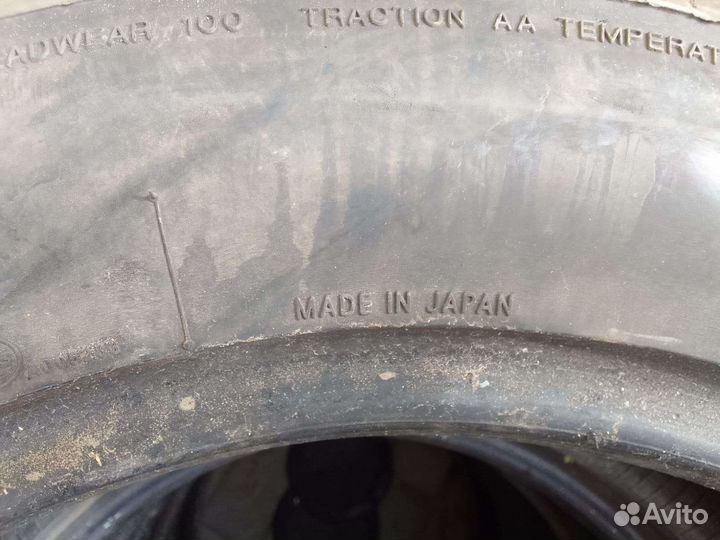 ADWEAR 100 TRACTION AA TEMPERAT
MADE IN JAPAN
Avito